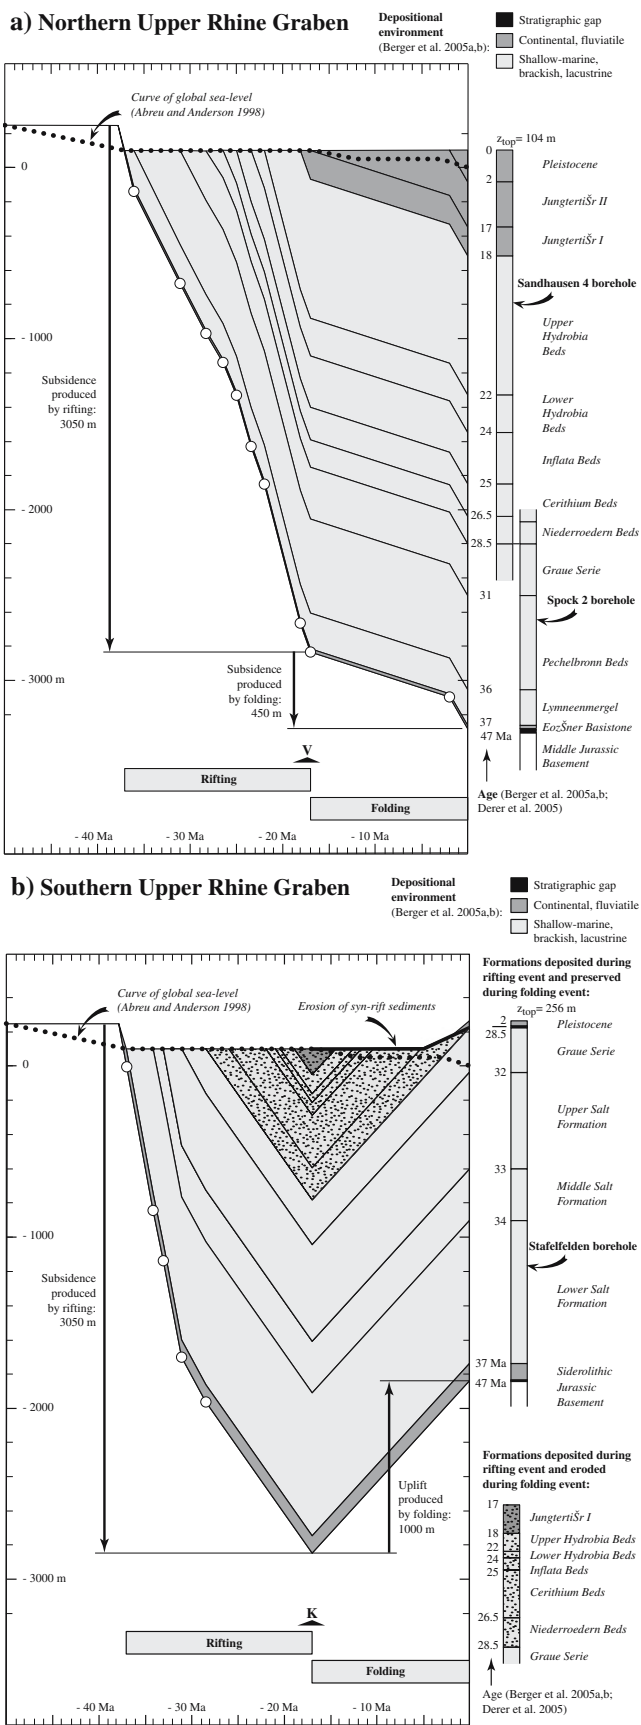 a) Northern Upper Rhine Graben
Depositional
environment
(Berger et al. 2005a,b):
Stratigraphic gap
Continental, fluviatile
Shallow-marine,
brackish, lacustrine
Curve of global sea-level
(Abreu and Anderson 1998)
0
- 1000
- 2000
- 3000 m
Subsidence
produced
by rifting:
3050 m
Subsidence
produced
by folding:
450 m
V
Rifting
Folding
- 40 Ma
- 30 Ma
- 20 Ma
- 10 Ma
ztop= 104 m
0
Pleistocene
2
JungtertiŠr II
17
JungtertiŠr I
18
Sandhausen 4 borehole
Upper
Hydrobia
Beds
22
Lower
Hydrobia
Beds
24
Inflata Beds
25
Cerithium Beds
26.5
Niederroedern Beds
28.5
Graue Serie
31
Spock 2 borehole
Pechelbronn Beds
36
Lymneenmergel
37
EozŠner Basistone
47 Ma
Middle Jurassic
Basement
Age (Berger et al. 2005a,b;
Derer et al. 2005)
b) Southern Upper Rhine Graben
Depositional
environment
(Berger et al. 2005a,b):
Stratigraphic gap
Continental, fluviatile
Shallow-marine,
brackish, lacustrine
Curve of global sea-level
(Abreu and Anderson 1998)
Erosion of syn-rift sediments
0
- 1000
- 2000
- 3000 m
Subsidence
produced
by rifting:
3050 m
Uplift
produced
by folding:
1000 m
K
Rifting
Folding
- 40 Ma
- 30 Ma
- 20 Ma
- 10 Ma
Formations deposited during
rifting event and preserved
during folding event:
ztop= 256 m
2
Pleistocene
28.5
Graue Serie
32
Upper Salt
Formation
33
Middle Salt
Formation
34
Stafelfelden borehole
Lower Salt
Formation
37 Ma
Siderolithic
47 Ma
Jurassic
Basement
Formations deposited during
rifting event and eroded
during folding event:
17
JungtertiŠr I
18
Upper Hydrobia Beds
22
Lower Hydrobia Beds
24
Inflata Beds
25
Cerithium Beds
26.5
Niederroedern Beds
28.5
Graue Serie
Age (Berger et al. 2005a,b;
Derer et al. 2005)